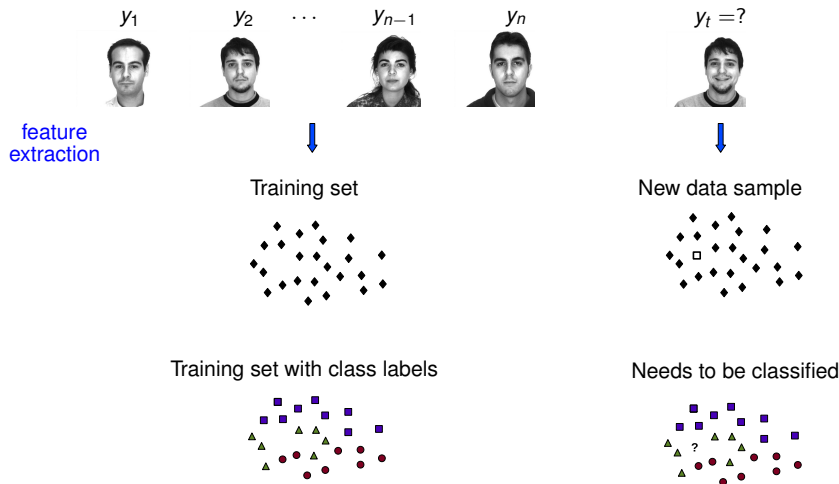 y1 y2 ··· yn−1 yn yt =?
feature
extraction
Training set New data sample
Training set with class labels Needs to be classified
?